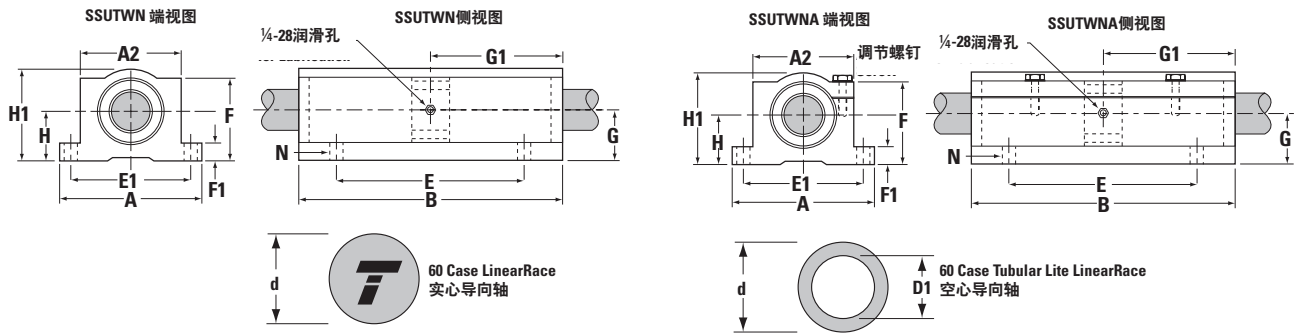 SSUTWN 端视图
SSUTWN侧视图
¼-28润滑孔
A2
G1
H1
H
F
G
N
E1
F1
E
A
B
d
60 Case LinearRace
实心导向轴
SSUTWNA 端视图
SSUTWNA侧视图
¼-28润滑孔
调节螺钉
A2
G1
H1
H
F
G
N
E1
F1
E
A
B
d
D1
60 Case Tubular Lite LinearRace
空心导向轴